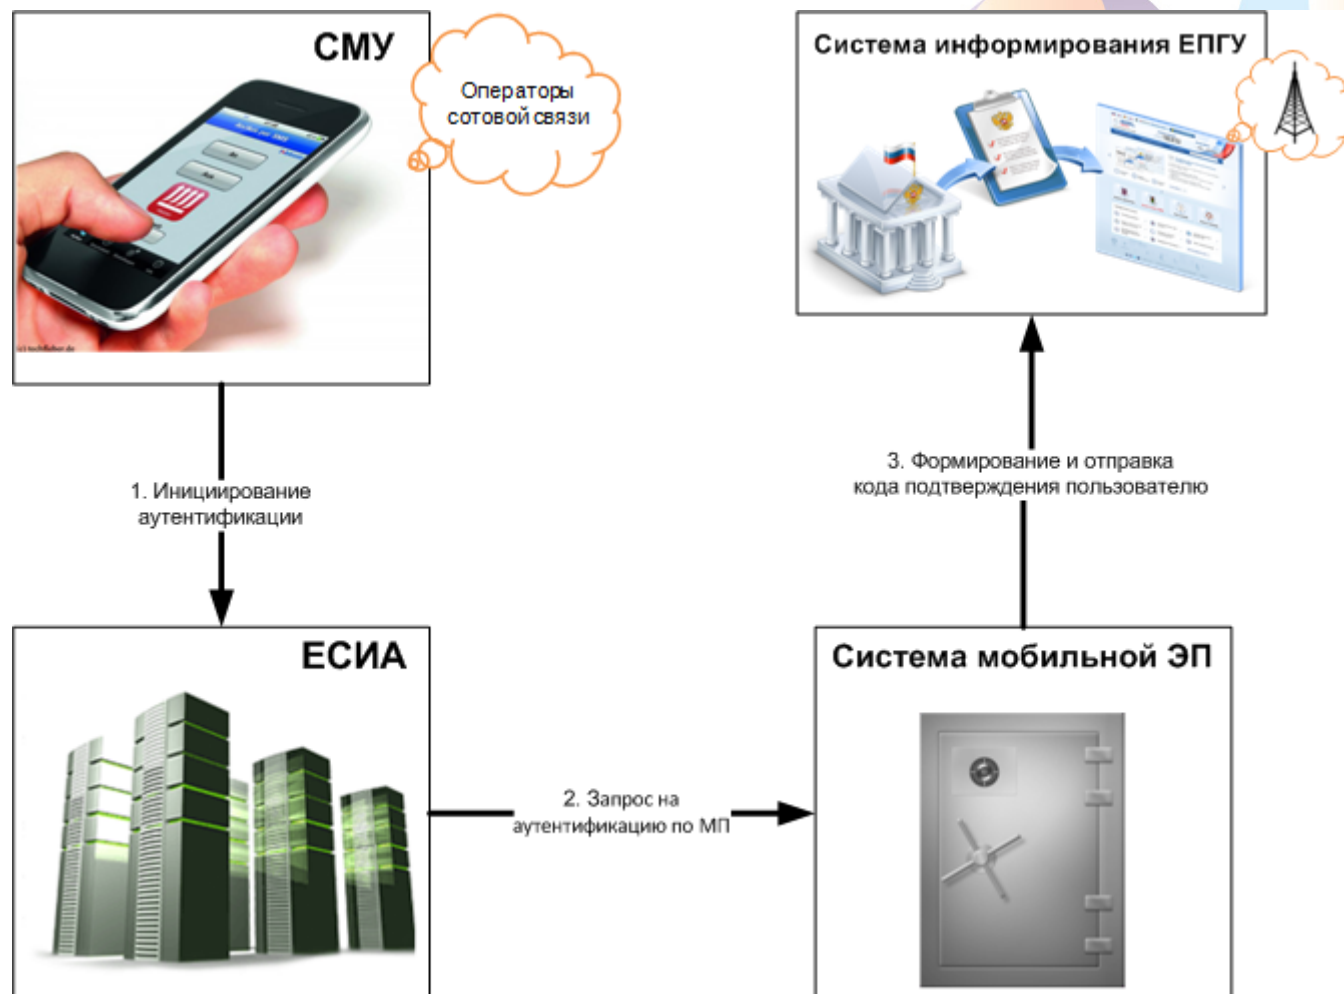 СМУ
Операторы
сотовой связи
Система информирования ЕПГУ
1. Инициирование
аутентификации
3. Формирование и отправка
кода подтверждения пользователю
ЕСИА
Система мобильной ЭП
2. Запрос на
аутентификацию по МП